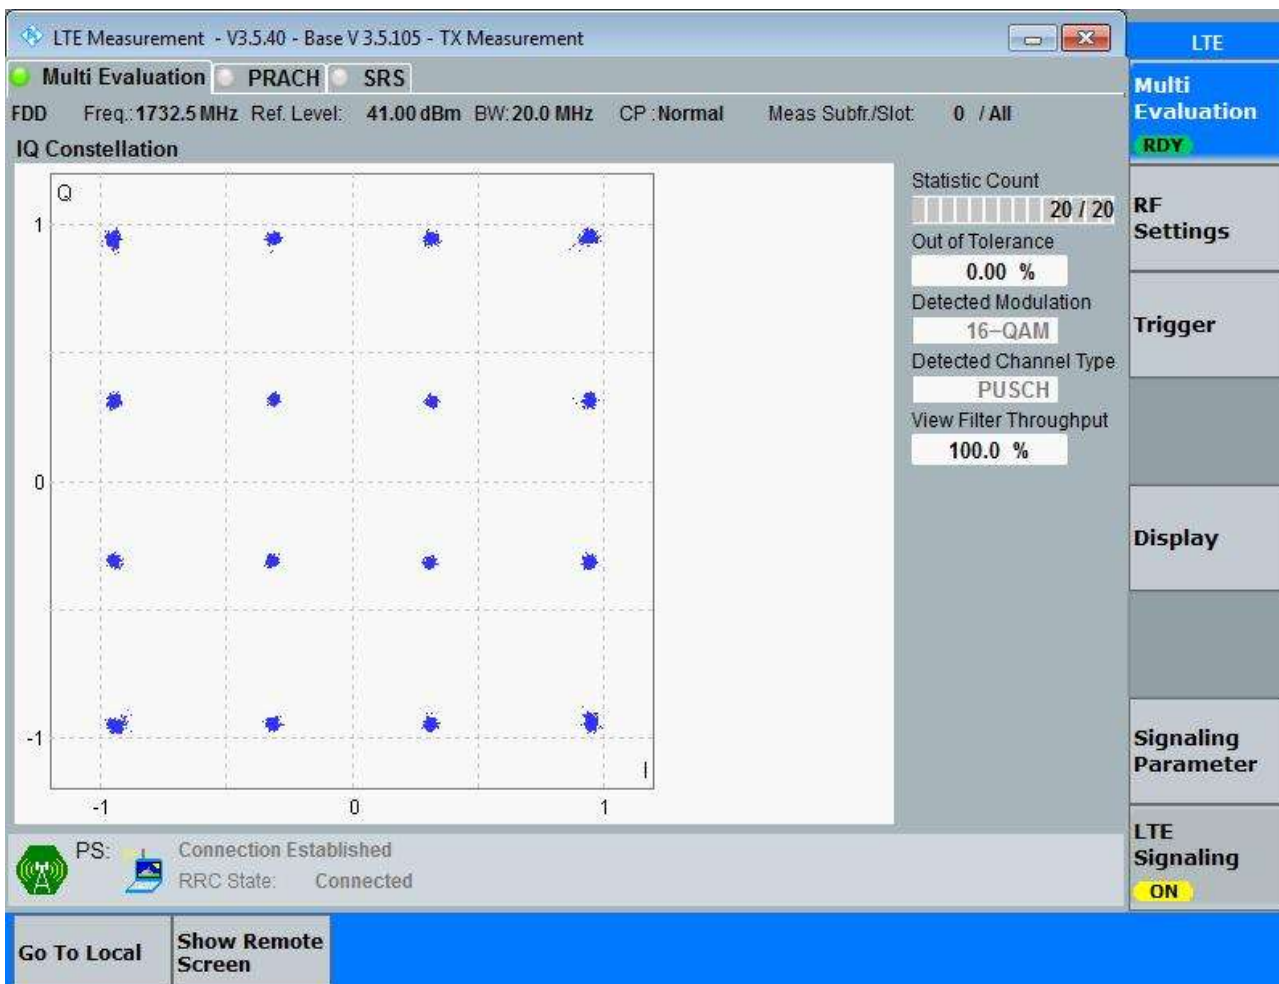 LTE Measurement - V3.5.40 - Base V 3.5.105 - TX Measurement
Multi Evaluation PRACH SRS
FDD Freq.: 1732.5 MHz Ref. Level: 41.00 dBm BW: 20.0 MHz CP : Normal Meas Subfr./Slot: 0 / All
IQ Constellation
Q
1
0
-1
I
-1 0 1
Statistic Count
20 / 20
Out of Tolerance
0.00 %
Detected Modulation
16-QAM
Detected Channel Type
PUSCH
View Filter Throughput
100.0 %
PS: Connection Established
RRC State: Connected
LTE
Multi
Evaluation
RDY
RF
Settings
Trigger
Display
Signaling
Parameter
LTE
Signaling
ON
Go To Local
Show Remote
Screen